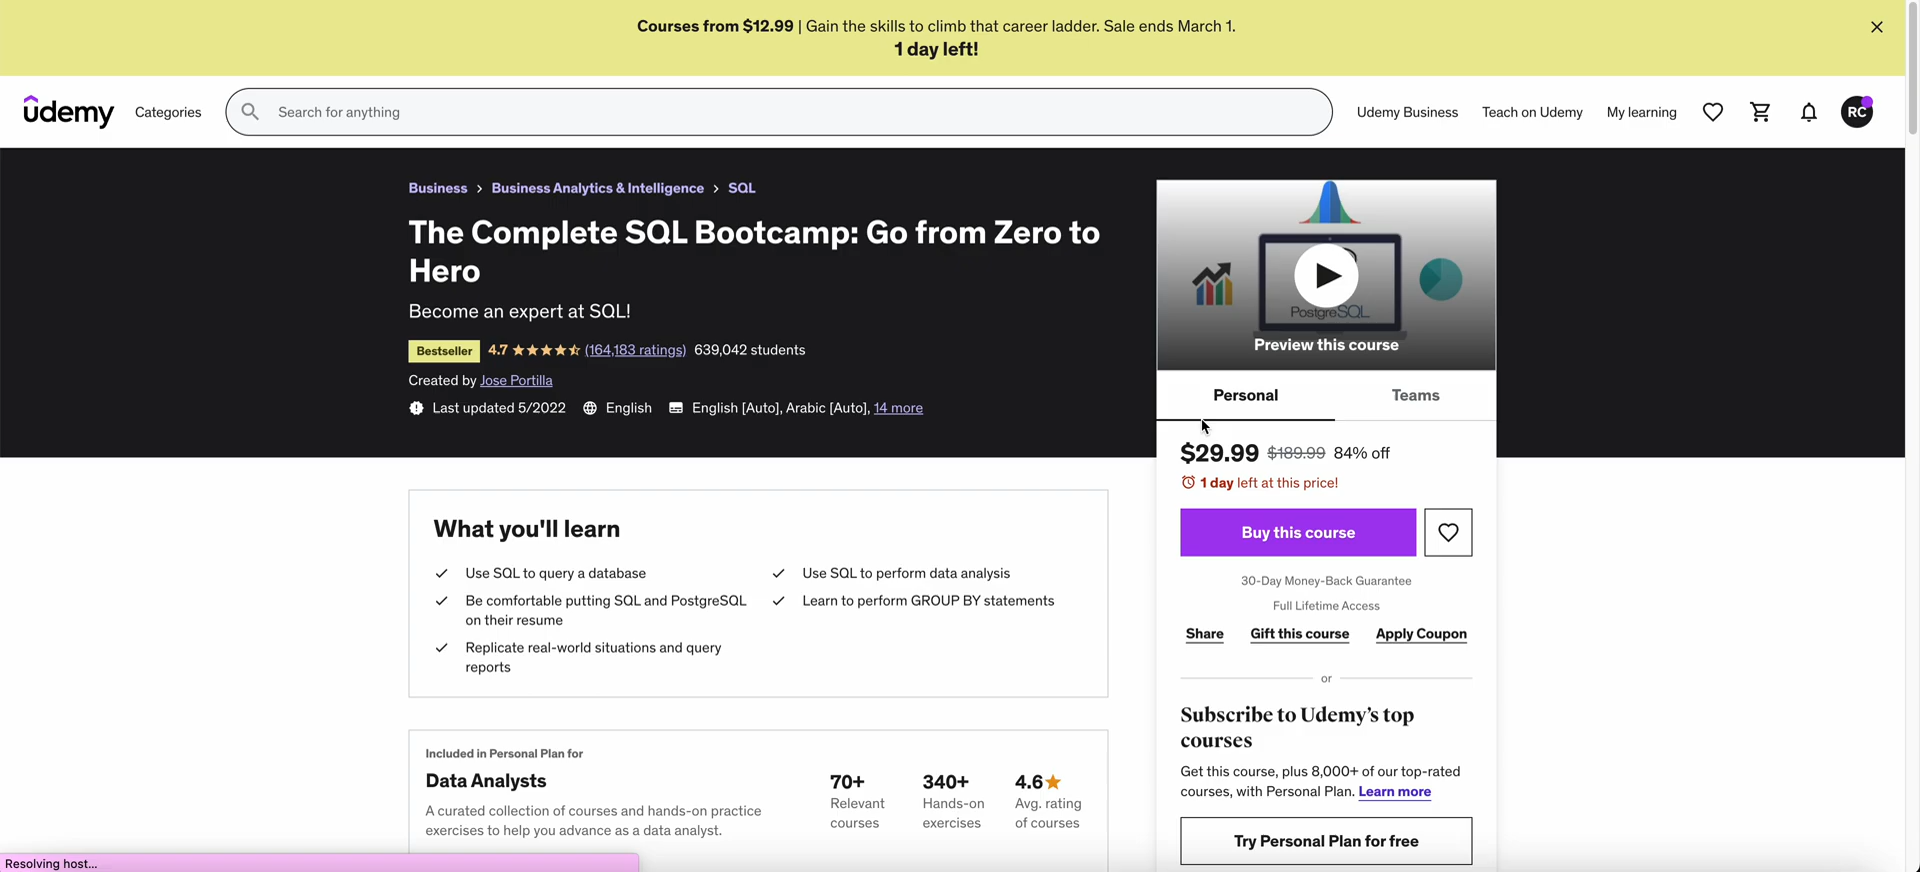 Courses from $12.99 | Gain the skills to climb that career ladder. Sale ends March 1.
1 day left!
ûdemy
Categories
Search for anything
Udemy Business
Teach on Udemy
My learning
RC
Business > Business Analytics & Intelligence > SQL
The Complete SQL Bootcamp: Go from Zero to
Hero
Become an expert at SQL!
Bestseller 4.7 (164,183 ratings) 639,042 students
Created by Jose Portilla
Last updated 5/2022 English English [Auto], Arabic [Auto], 14 more
PostgreSQL
Preview this course
Personal
Teams
$29.99 $189.99 84% off
1 day left at this price!
Buy this course
30-Day Money-Back Guarantee
Full Lifetime Access
Share
Gift this course
Apply Coupon
or
Subscribe to Udemy's top
courses
Get this course, plus 8,000+ of our top-rated
courses, with Personal Plan. Learn more
Try Personal Plan for free
What you'll learn
Use SQL to query a database
Be comfortable putting SQL and PostgreSQL
on their resume
Replicate real-world situations and query
reports
Use SQL to perform data analysis
Learn to perform GROUP BY statements
Included in Personal Plan for
Data Analysts
A curated collection of courses and hands-on practice
exercises to help you advance as a data analyst.
70+
Relevant
courses
340+
Hands-on
exercises
4.6
Avg. rating
of courses
Resolving host...